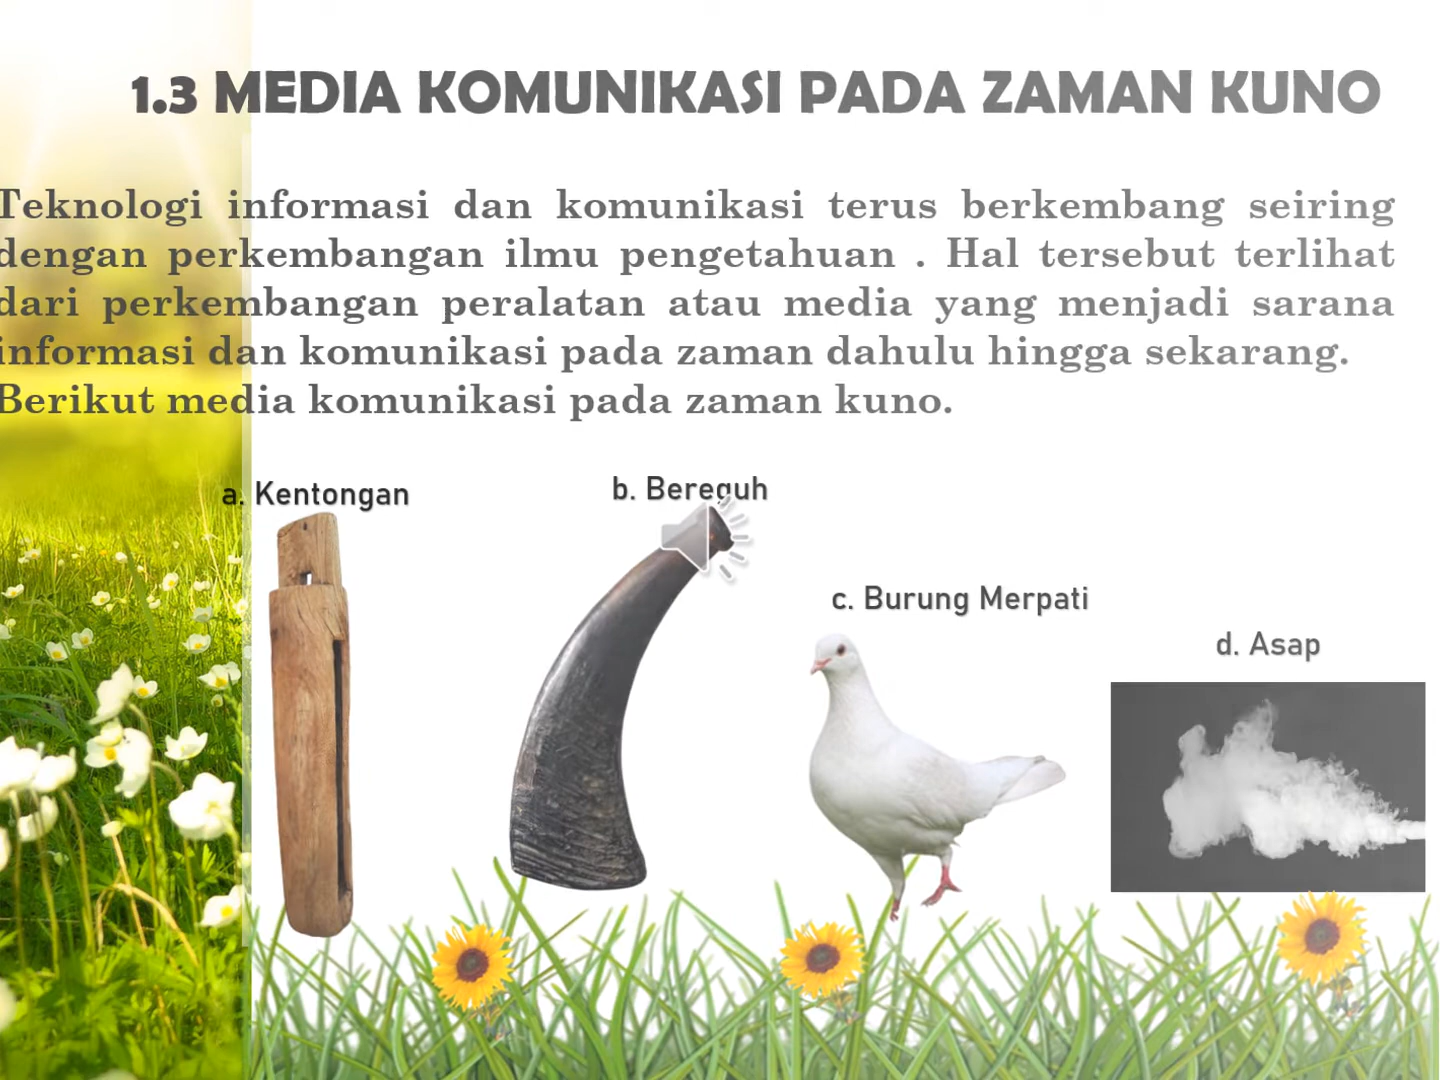 1.3 MEDIA KOMUNIKASI PADA ZAMAN KUNO
Teknologi informasi dan komunikasi terus berkembang seiring
dengan perkembangan ilmu pengetahuan . Hal tersebut terlihat
dari perkembangan peralatan atau media yang menjadi sarana
informasi dan komunikasi pada zaman dahulu hingga sekarang.
Berikut media komunikasi pada zaman kuno.
a. Kentongan
b. Bereguh
c. Burung Merpati
d. Asap